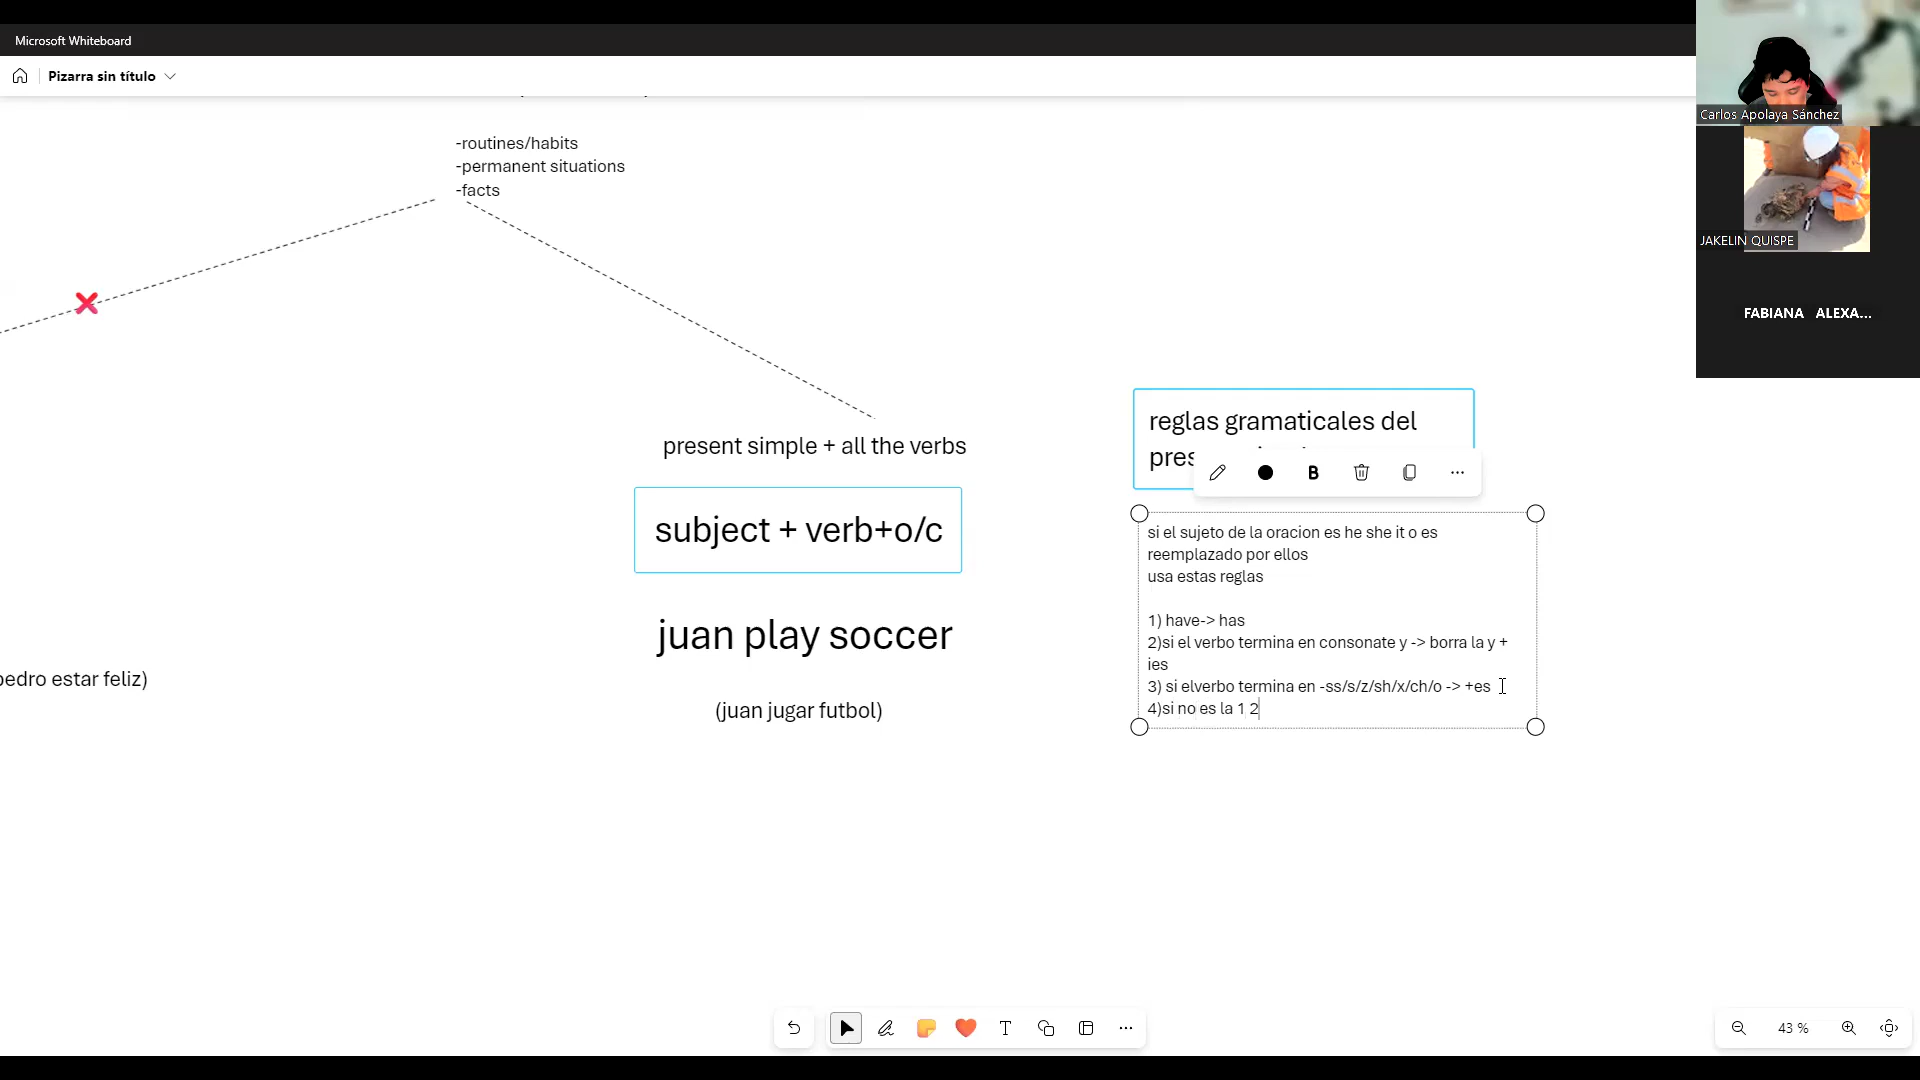 Microsoft Whiteboard
Pizarra sin título
-routines/habits
-permanent situations
-facts
present simple + all the verbs
subject + verb+o/c
juan play soccer
(juan jugar futbol)
pedro estar feliz)
reglas gramaticales del
si el sujeto de la oracion es he she it o es
reemplazado por ellos
usa estas reglas
1) have-> has
2)si el verbo termina en consonate y -> borra la y +
ies
3) si elverbo termina en -ss/s/z/sh/x/ch/o -> +es
4)si no es la 1 2
B
T
43 %
Carlos Apolaya Sánchez
JAKELIN QUISPE
FABIANA ALEXA...